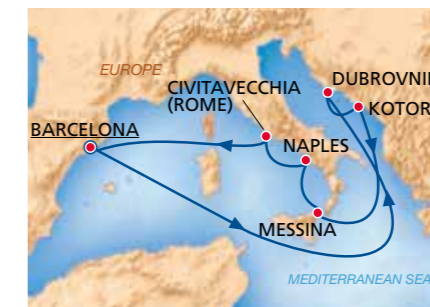 EUROPE
DUBROVNI
CIVITAVECCHIA
(ROME)
KOTOR
BARCELONA
NAPLES
MESSINA
MEDITERRANEAN SEA